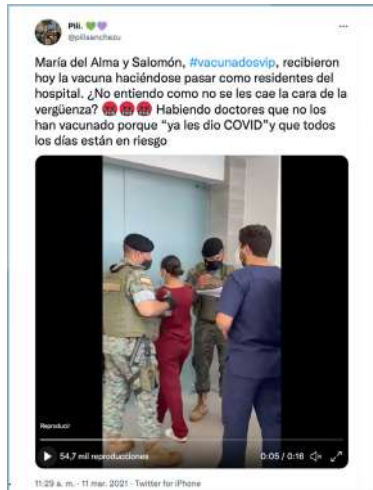 Pili. 💚💜
@piliisanchezu
María del Alma y Salomón, #vacunadosvip, recibieron
hoy la vacuna haciéndose pasar como residentes del
hospital. ¿No entiendo como no se les cae la cara de la
vergüenza? 🤬🤬🤬 Habiendo doctores que no los
han vacunado porque “ya les dio COVID”y que todos
los días están en riesgo
Reproducir
54,7 mil reproducciones
0:05 / 0:16
11:29 a. m. · 11 mar. 2021 · Twitter for iPhone